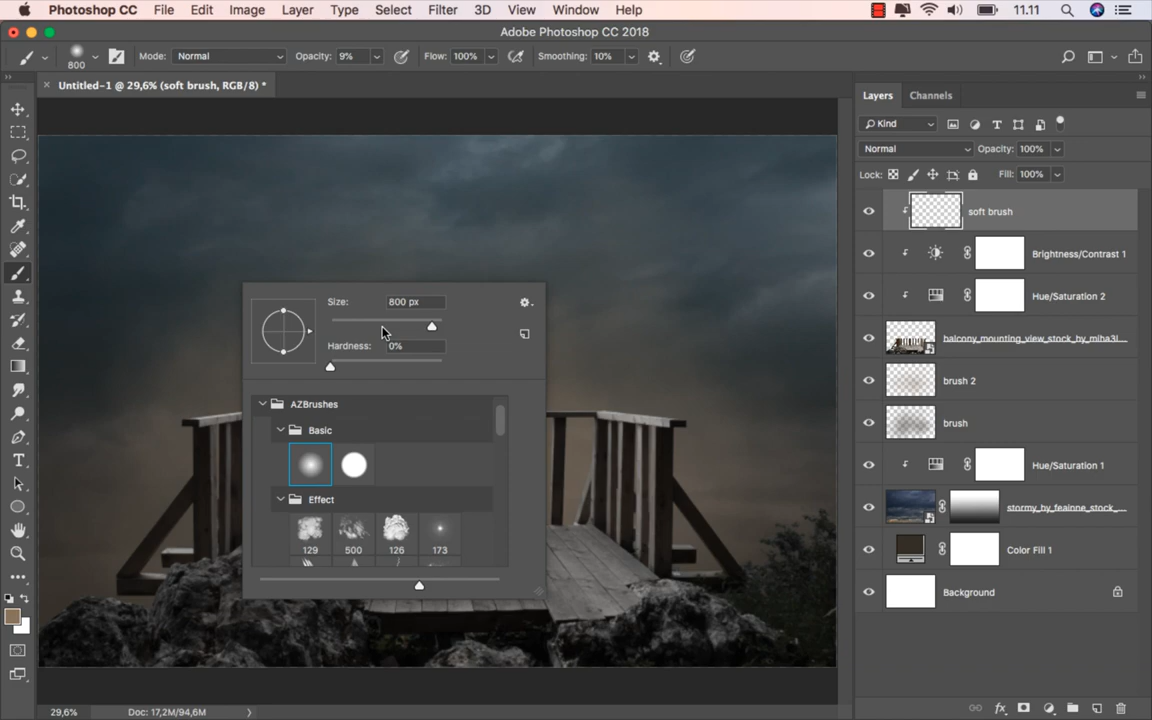 Photoshop CC File Edit Image Layer Type Select Filter 3D View Window Help 11.11
Adobe Photoshop CC 2018
800 Mode: Normal Opacity: 9% Flow: 100% Smoothing: 10%
Untitled-1 @ 29,6% (soft brush, RGB/8) *
Layers Channels
Kind
Normal Opacity: 100%
Lock: Fill: 100%
soft brush
Brightness/Contrast 1
Hue/Saturation 2
balcony_mounting_view_stock_by_miha3l...
brush 2
brush
Hue/Saturation 1
stormy_by_feainne_stock_...
Color Fill 1
Background
Size: 800 px
Hardness: 0%
AZBrushes
Basic
Effect
129 500 126 173
29,6% Doc: 17,2M/94,6M